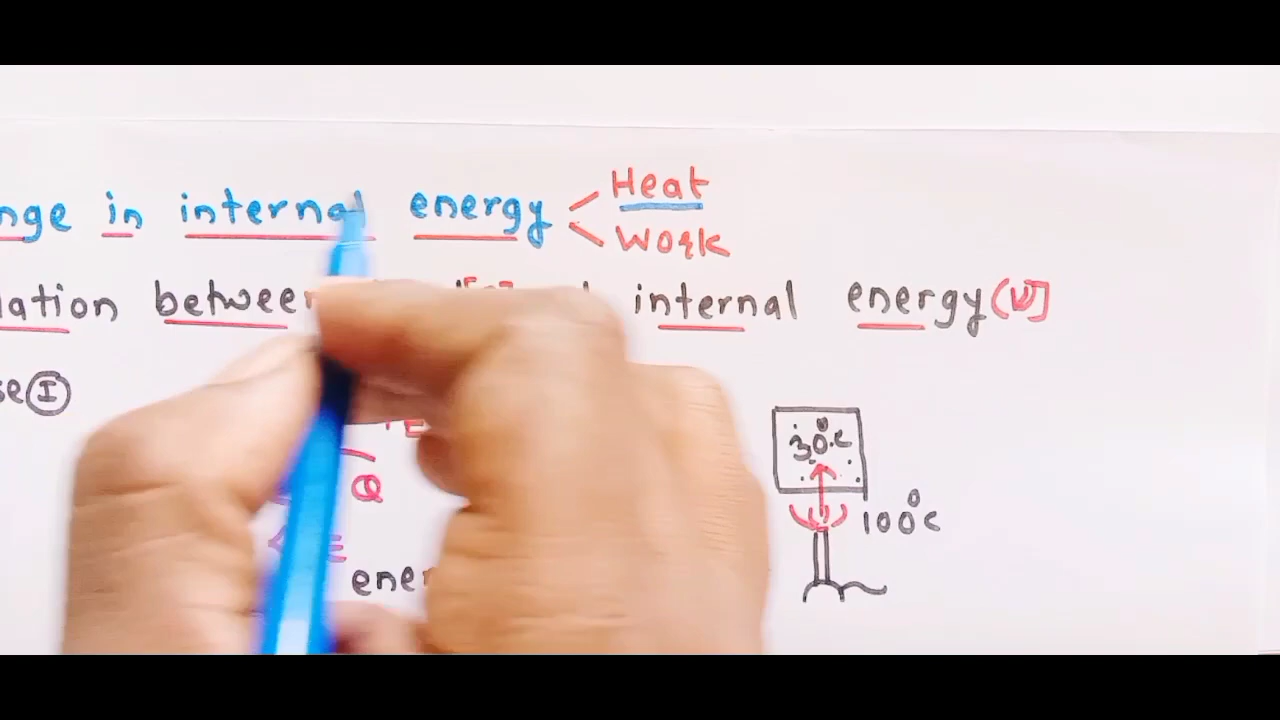 nge in internal energy < Heat
Work
lation between internal energy (U)
se I
30°C
Q
100°C
ener